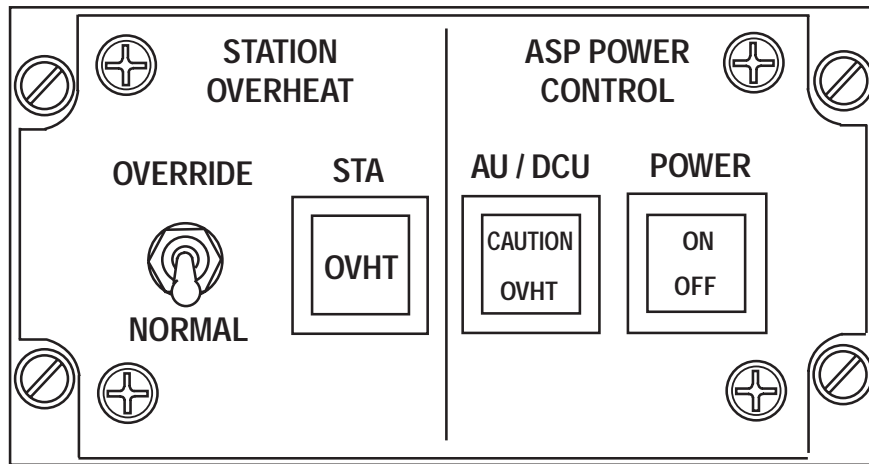 STATION
OVERHEAT
OVERRIDE
STA
OVHT
NORMAL
ASP POWER
CONTROL
AU / DCU
POWER
CAUTION
OVHT
ON
OFF